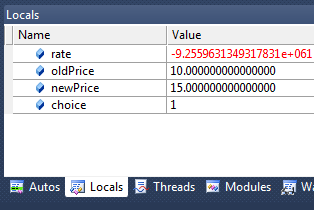 Locals
Name Value
rate -9.2559631349317831e+061
oldPrice 10.000000000000000
newPrice 15.000000000000000
choice 1
Autos Locals Threads Modules